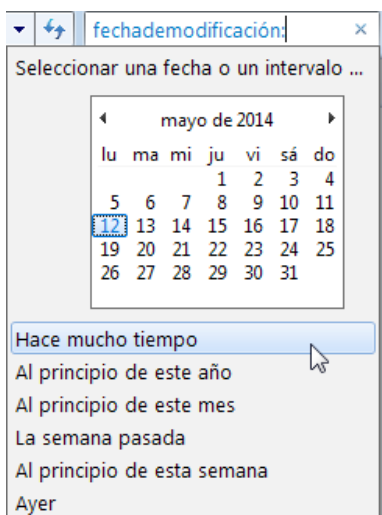 fechademodificación:
Seleccionar una fecha o un intervalo ...
mayo de 2014
lu ma mi ju vi sá do
1 2 3 4
5 6 7 8 9 10 11
12 13 14 15 16 17 18
19 20 21 22 23 24 25
26 27 28 29 30 31
Hace mucho tiempo
Al principio de este año
Al principio de este mes
La semana pasada
Al principio de esta semana
Ayer